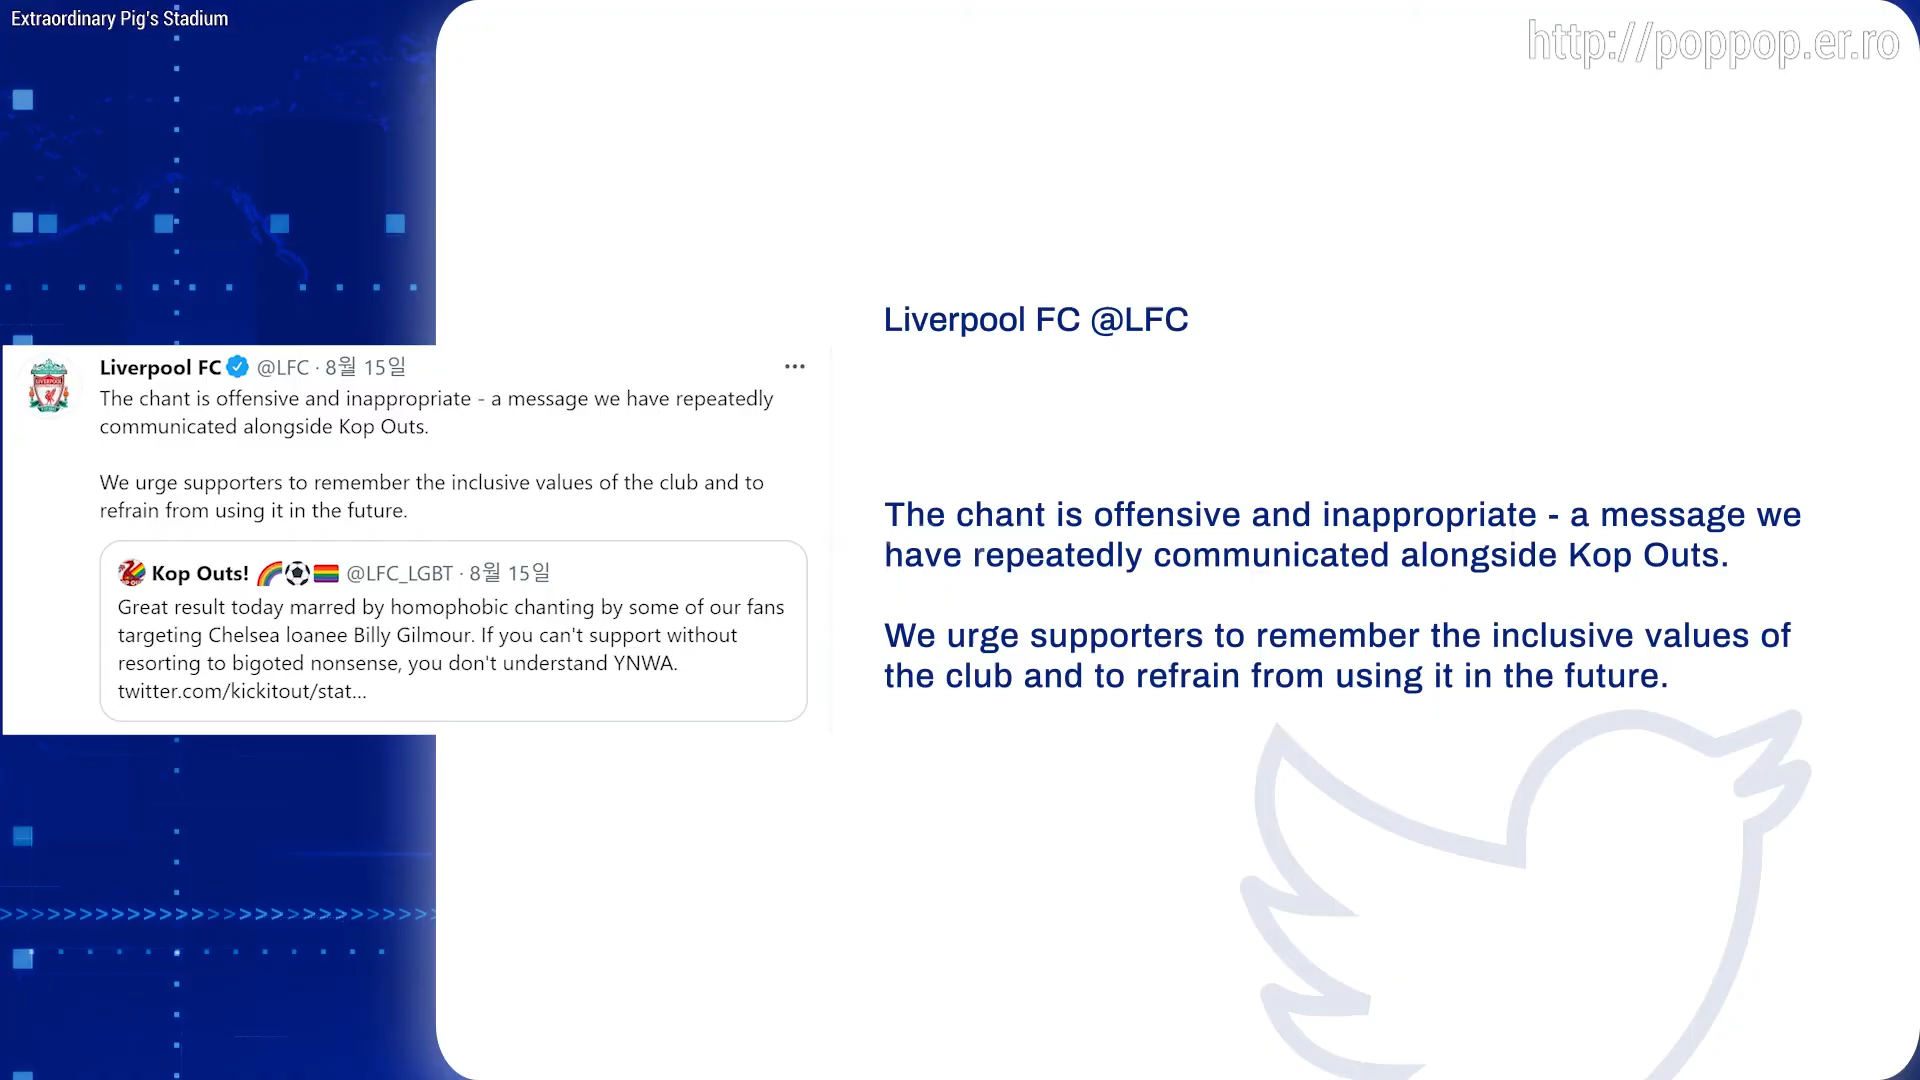 Extraordinary Pig's Stadium
http://poppop.er.ro
Liverpool FC @LFC · 8월 15일
The chant is offensive and inappropriate - a message we have repeatedly
communicated alongside Kop Outs.
We urge supporters to remember the inclusive values of the club and to
refrain from using it in the future.
Kop Outs! 🌈⚽🏳️‍🌈 @LFC_LGBT · 8월 15일
Great result today marred by homophobic chanting by some of our fans
targeting Chelsea loanee Billy Gilmour. If you can't support without
resorting to bigoted nonsense, you don't understand YNWA.
twitter.com/kickitout/stat...
Liverpool FC @LFC
The chant is offensive and inappropriate - a message we
have repeatedly communicated alongside Kop Outs.
We urge supporters to remember the inclusive values of
the club and to refrain from using it in the future.